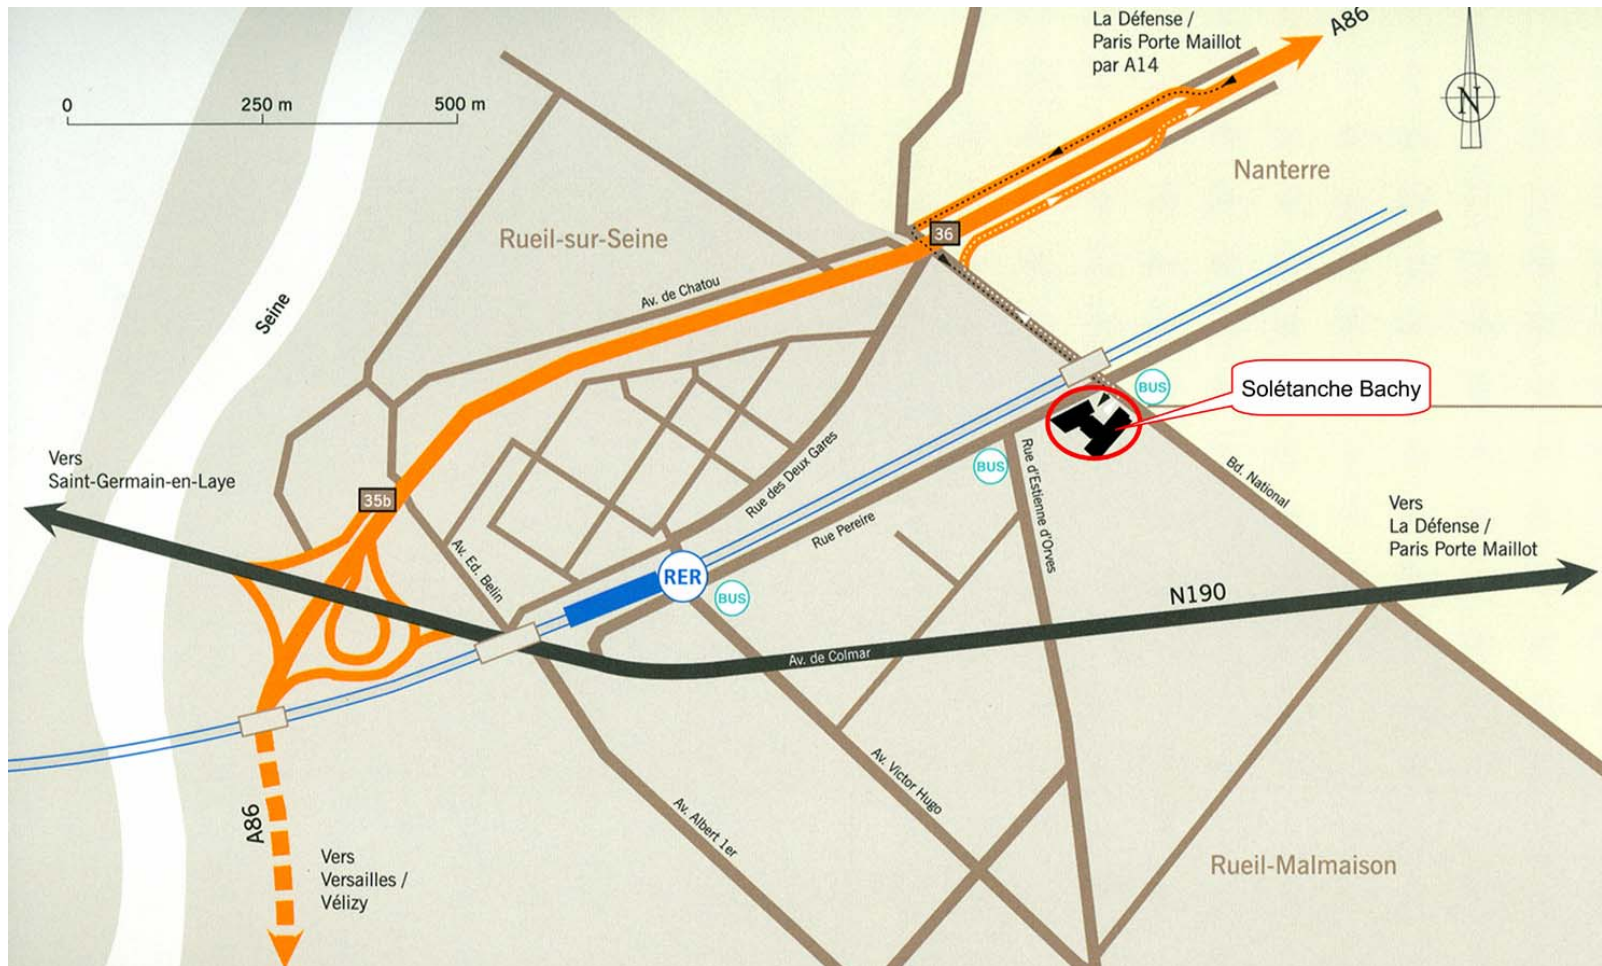 La Défense /
Paris Porte Maillot
par A14
A86
0
250 m
500 m
N
Nanterre
Rueil-sur-Seine
36
Av. de Chatou
Seine
BUS
Solétanche Bachy
Vers
Saint-Germain-en-Laye
35b
Rue des Deux Gares
BUS
Rue d'Estienne d'Orves
Bd. National
Vers
La Défense /
Paris Porte Maillot
Rue Pereire
Av. Ed. Belin
RER
BUS
N190
Av. de Colmar
A86
Av. Victor Hugo
Av. Albert 1er
Vers
Versailles /
Vélizy
Rueil-Malmaison